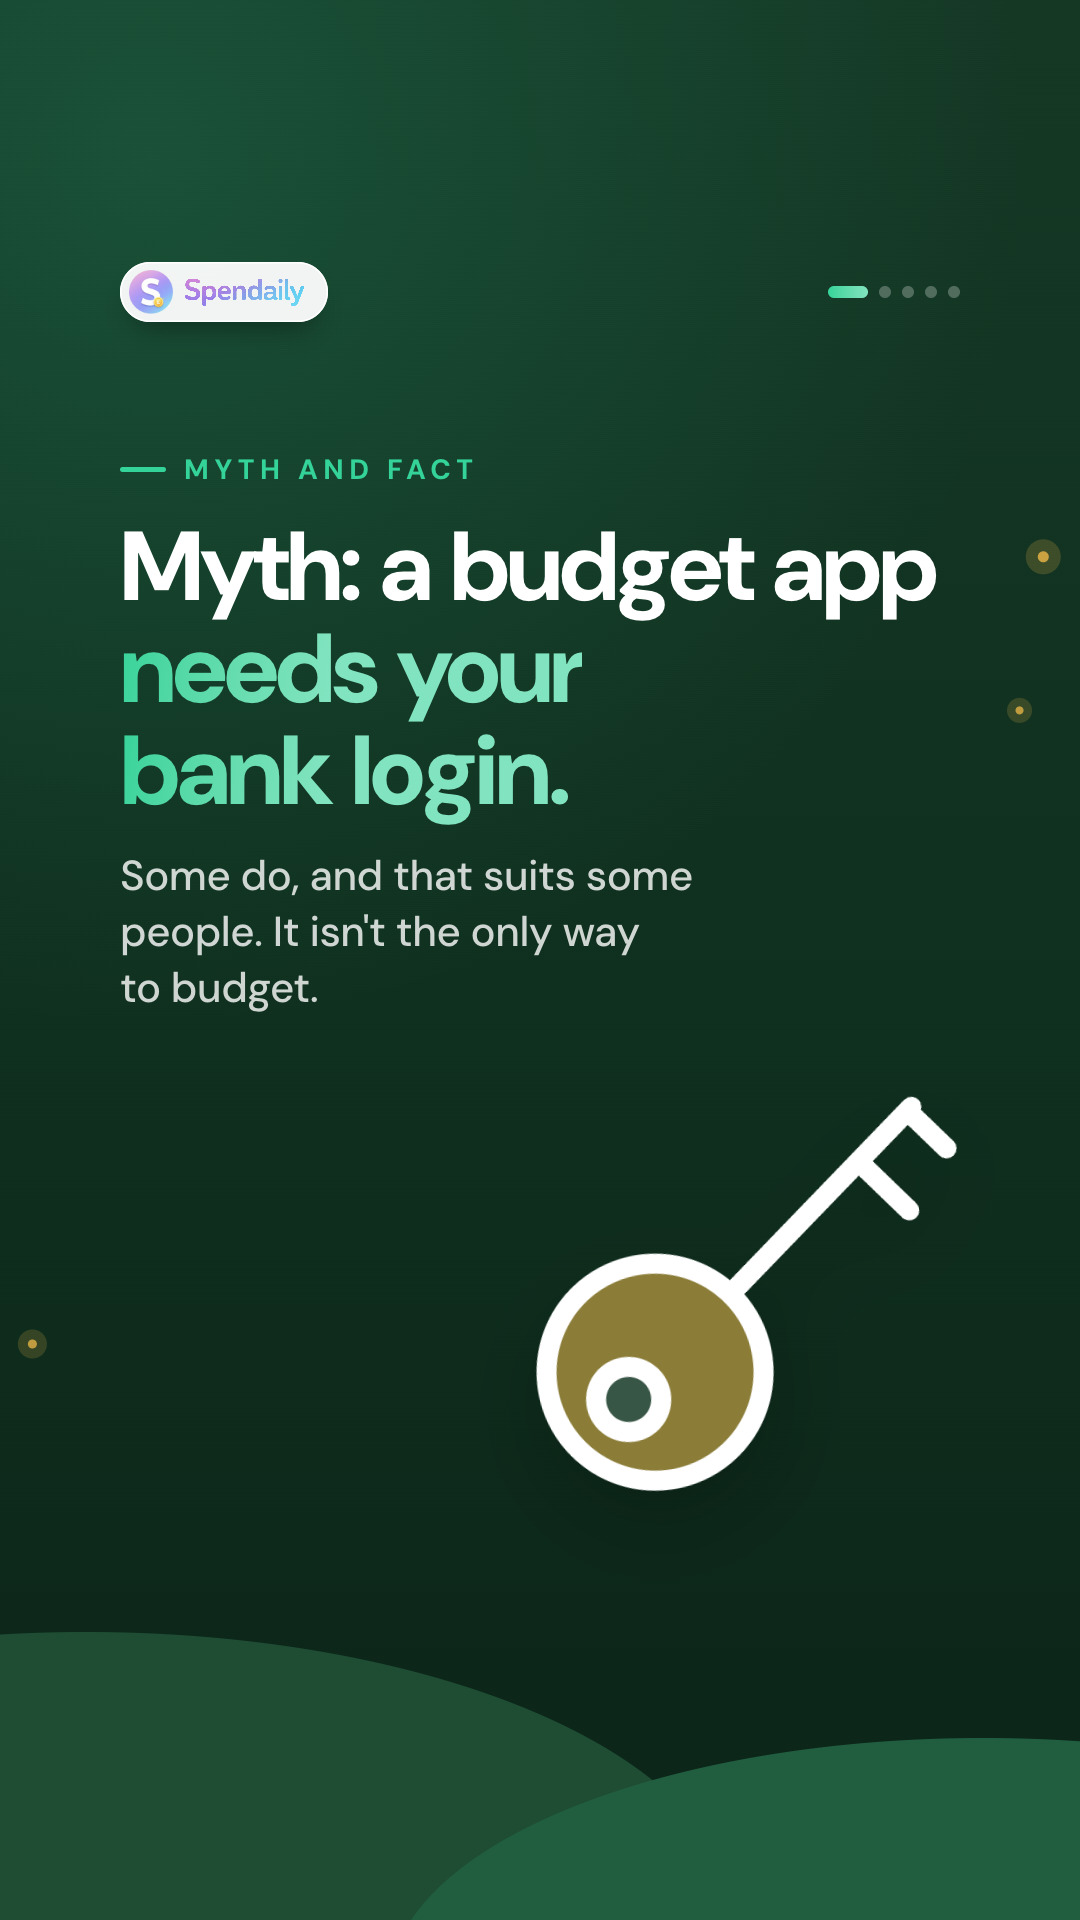 Spendaily
MYTH AND FACT
Myth: a budget app
needs your
bank login.
Some do, and that suits some
people. It isn't the only way
to budget.